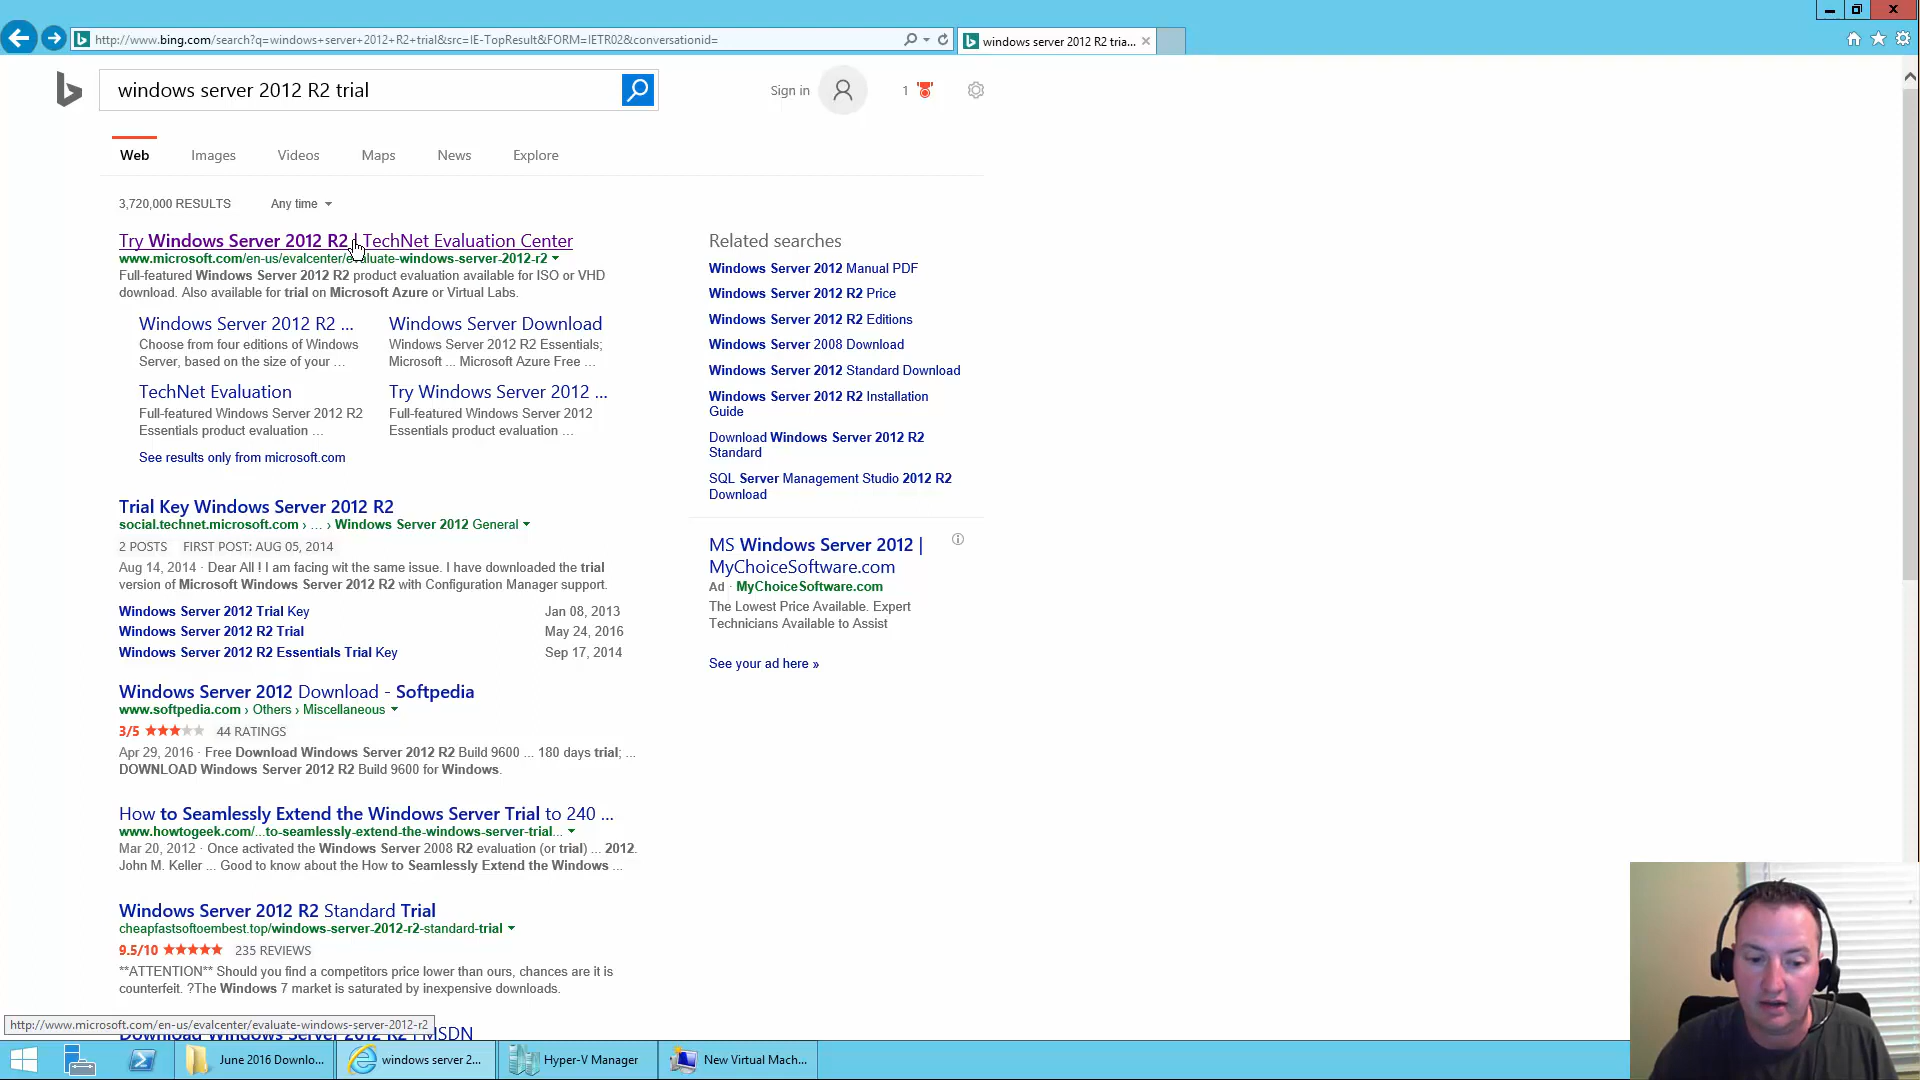 http://www.bing.com/search?q=windows+server+2012+R2+trial&src=IE-TopResult&FORM=IETR02&conversationid=
windows server 2012 R2 tria...
windows server 2012 R2 trial
Sign in
1
Web
Images
Videos
Maps
News
Explore
3,720,000 RESULTS
Any time
Try Windows Server 2012 R2 | TechNet Evaluation Center
www.microsoft.com/en-us/evalcenter/evaluate-windows-server-2012-r2
Full-featured Windows Server 2012 R2 product evaluation available for ISO or VHD
download. Also available for trial on Microsoft Azure or Virtual Labs.
Windows Server 2012 R2 ...
Choose from four editions of Windows
Server, based on the size of your ...
Windows Server Download
Windows Server 2012 R2 Essentials;
Microsoft ... Microsoft Azure Free ...
TechNet Evaluation
Full-featured Windows Server 2012 R2
Essentials product evaluation ...
Try Windows Server 2012 ...
Full-featured Windows Server 2012
Essentials product evaluation ...
See results only from microsoft.com
Trial Key Windows Server 2012 R2
social.technet.microsoft.com › ... › Windows Server 2012 General
2 POSTS FIRST POST: AUG 05, 2014
Aug 14, 2014 · Dear All ! I am facing wit the same issue. I have downloaded the trial
version of Microsoft Windows Server 2012 R2 with Configuration Manager support.
Windows Server 2012 Trial Key Jan 08, 2013
Windows Server 2012 R2 Trial May 24, 2016
Windows Server 2012 R2 Essentials Trial Key Sep 17, 2014
Windows Server 2012 Download - Softpedia
www.softpedia.com › Others › Miscellaneous
3/5 44 RATINGS
Apr 29, 2016 · Free Download Windows Server 2012 R2 Build 9600 ... 180 days trial; ...
DOWNLOAD Windows Server 2012 R2 Build 9600 for Windows.
How to Seamlessly Extend the Windows Server Trial to 240 ...
www.howtogeek.com/...to-seamlessly-extend-the-windows-server-trial...
Mar 20, 2012 · Once activated the Windows Server 2008 R2 evaluation (or trial) ... 2012.
John M. Keller ... Good to know about the How to Seamlessly Extend the Windows ...
Windows Server 2012 R2 Standard Trial
cheapfastsoftoembest.top/windows-server-2012-r2-standard-trial
9.5/10 235 REVIEWS
**ATTENTION** Should you find a competitors price lower than ours, chances are it is
counterfeit. ?The Windows 7 market is saturated by inexpensive downloads.
Download Windows Server 2012 R2 | MSDN
Related searches
Windows Server 2012 Manual PDF
Windows Server 2012 R2 Price
Windows Server 2012 R2 Editions
Windows Server 2008 Download
Windows Server 2012 Standard Download
Windows Server 2012 R2 Installation
Guide
Download Windows Server 2012 R2
Standard
SQL Server Management Studio 2012 R2
Download
MS Windows Server 2012 |
MyChoiceSoftware.com
Ad · MyChoiceSoftware.com
The Lowest Price Available. Expert
Technicians Available to Assist
See your ad here »
http://www.microsoft.com/en-us/evalcenter/evaluate-windows-server-2012-r2
June 2016 Downlo...
windows server 2...
Hyper-V Manager
New Virtual Mach...